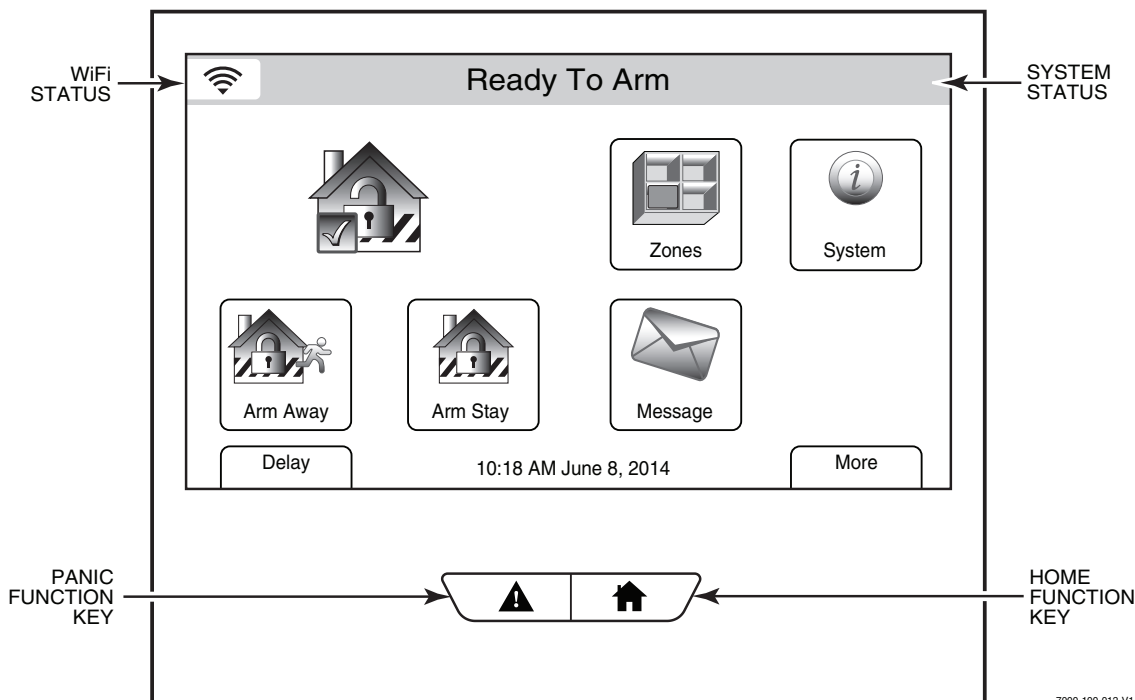 WiFi
STATUS
Ready To Arm
SYSTEM
STATUS
Zones
System
Arm Away
Arm Stay
Message
Delay
10:18 AM June 8, 2014
More
PANIC
FUNCTION
KEY
HOME
FUNCTION
KEY